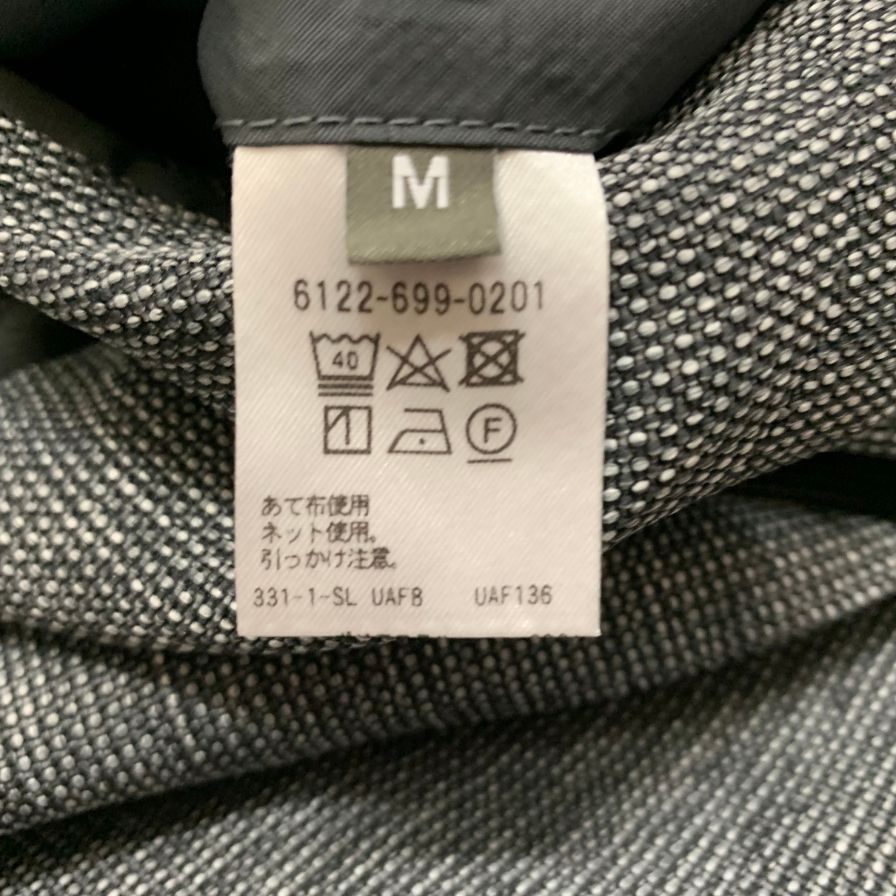 M
6122-699-0201
40
F
あて布使用
ネット使用。
引っかけ注意。
331-1-SL UAF8 UAF136